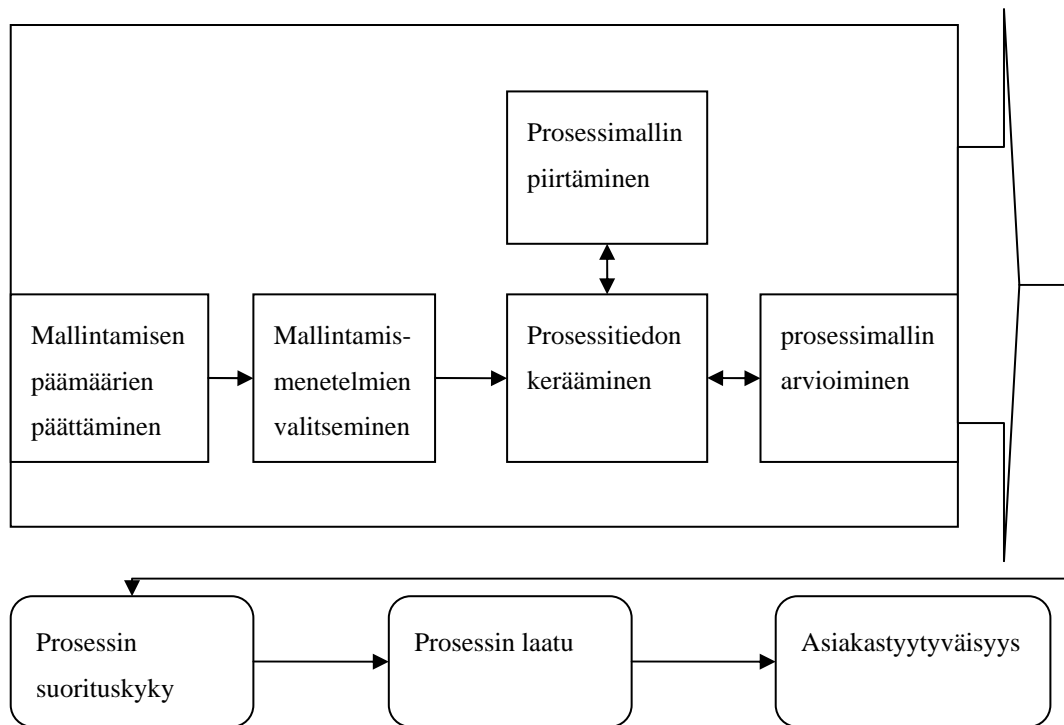 Prosessimallin
piirtäminen
Mallintamisen
päämäärien
päättäminen
Mallintamis-
menetelmien
valitseminen
Prosessitiedon
kerääminen
prosessimallin
arvioiminen
Prosessin
suorituskyky
Prosessin laatu
Asiakastyytyväisyys